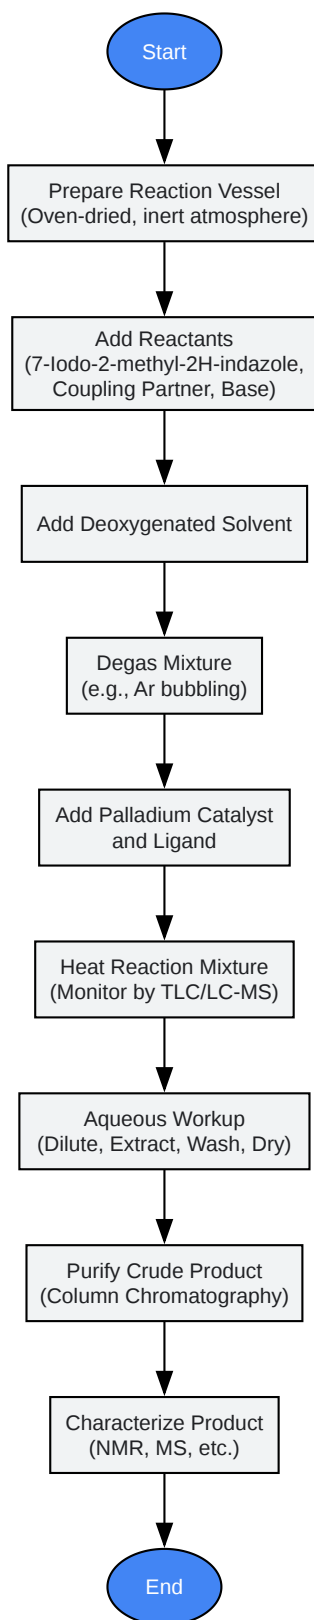 Start
Prepare Reaction Vessel
(Oven-dried, inert atmosphere)
Add Reactants
(7-Iodo-2-methyl-2H-indazole,
Coupling Partner, Base)
Add Deoxygenated Solvent
Degas Mixture
(e.g., Ar bubbling)
Add Palladium Catalyst
and Ligand
Heat Reaction Mixture
(Monitor by TLC/LC-MS)
Aqueous Workup
(Dilute, Extract, Wash, Dry)
Purify Crude Product
(Column Chromatography)
Characterize Product
(NMR, MS, etc.)
End